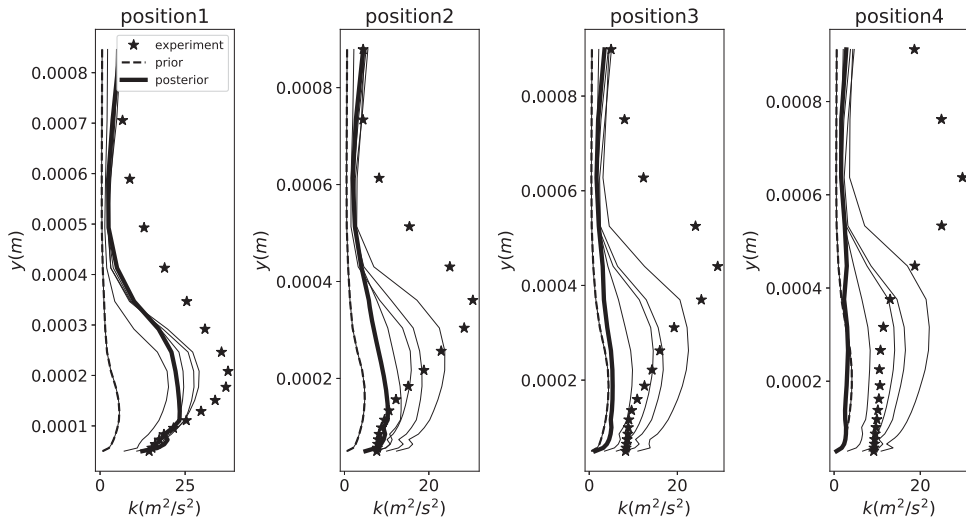 position1
position2
position3
position4
experiment
prior
posterior
y(m)
0.0008
0.0007
0.0006
0.0005
0.0004
0.0003
0.0002
0.0001
0
25
k(m²/s²)
y(m)
0.0008
0.0006
0.0004
0.0002
0
20
k(m²/s²)
y(m)
0.0008
0.0006
0.0004
0.0002
0
20
k(m²/s²)
y(m)
0.0008
0.0006
0.0004
0.0002
0
20
k(m²/s²)